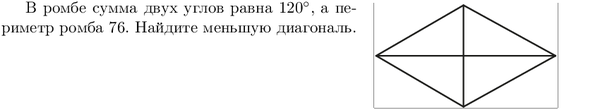 В ромбе сумма двух углов равна 120°, а пе-
риметр ромба 76. Найдите меньшую диагональ.